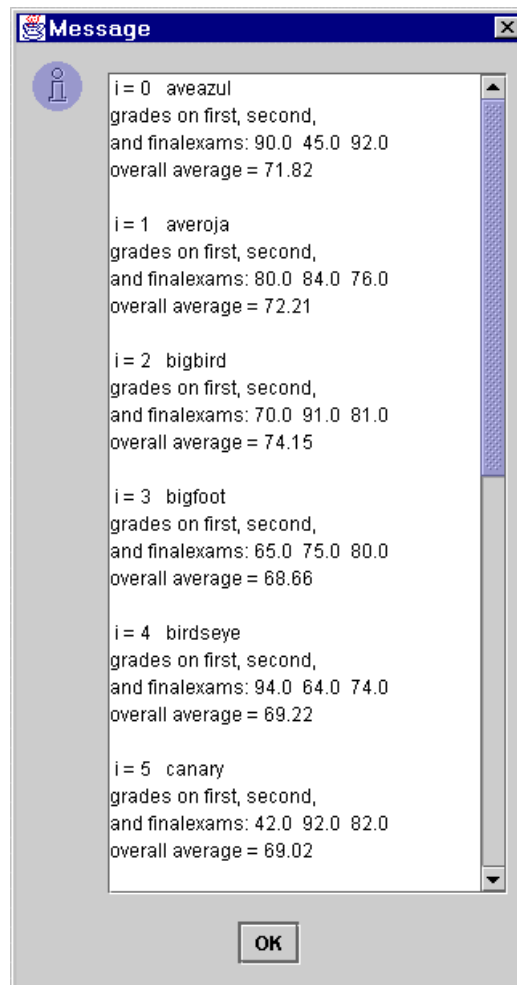 Message
i = 0 aveazul
grades on first, second,
and finalexams: 90.0 45.0 92.0
overall average = 71.82
i = 1 averoja
grades on first, second,
and finalexams: 80.0 84.0 76.0
overall average = 72.21
i = 2 bigbird
grades on first, second,
and finalexams: 70.0 91.0 81.0
overall average = 74.15
i = 3 bigfoot
grades on first, second,
and finalexams: 65.0 75.0 80.0
overall average = 68.66
i = 4 birdseye
grades on first, second,
and finalexams: 94.0 64.0 74.0
overall average = 69.22
i = 5 canary
grades on first, second,
and finalexams: 42.0 92.0 82.0
overall average = 69.02
OK